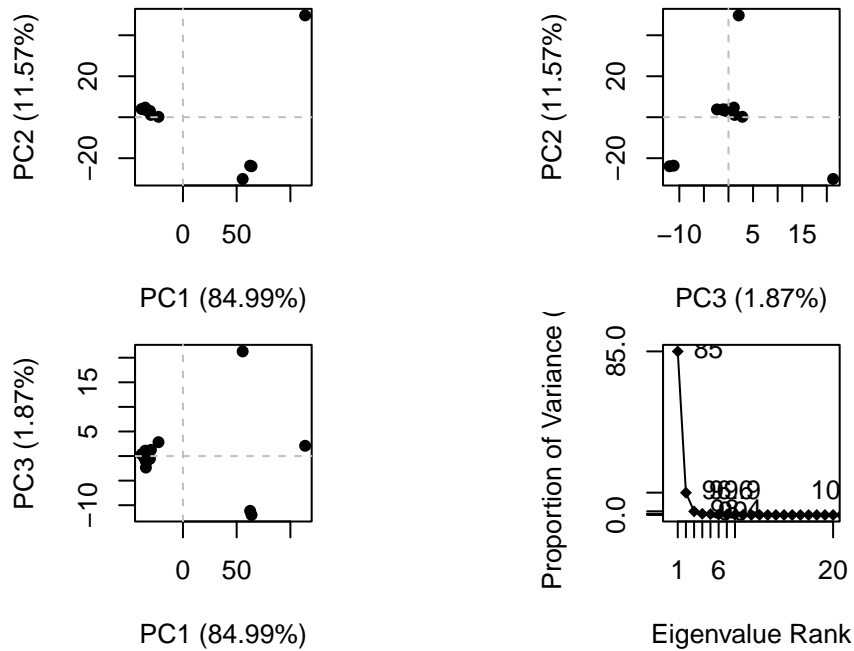 PC2 (11.57%)
−20
20
0
50
PC1 (84.99%)
PC2 (11.57%)
−20
20
−10
5
15
PC3 (1.87%)
PC3 (1.87%)
−10
5
15
0
50
PC1 (84.99%)
Proportion of Variance (
0.0
85.0
85
10
1
6
20
Eigenvalue Rank